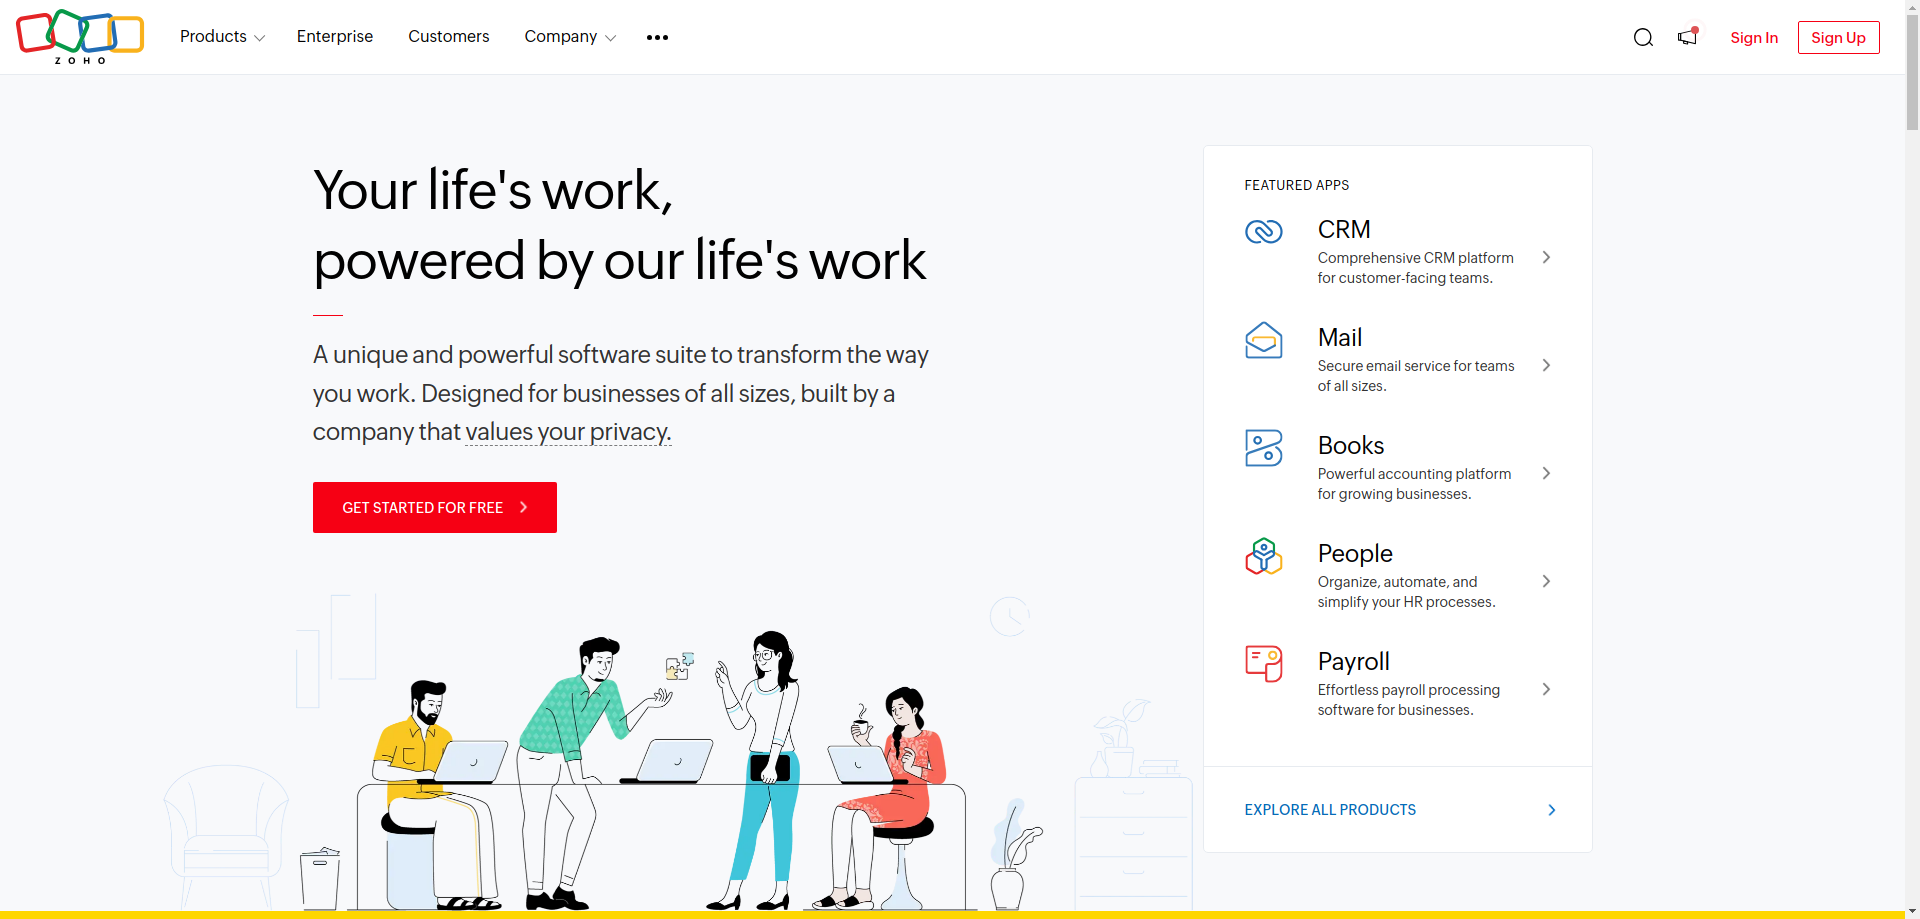 ZOHO
Products
Enterprise
Customers
Company
Sign In
Sign Up
Your life's work,
powered by our life's work
A unique and powerful software suite to transform the way
you work. Designed for businesses of all sizes, built by a
company that values your privacy.
GET STARTED FOR FREE
FEATURED APPS
CRM
Comprehensive CRM platform
for customer-facing teams.
Mail
Secure email service for teams
of all sizes.
Books
Powerful accounting platform
for growing businesses.
People
Organize, automate, and
simplify your HR processes.
Payroll
Effortless payroll processing
software for businesses.
EXPLORE ALL PRODUCTS